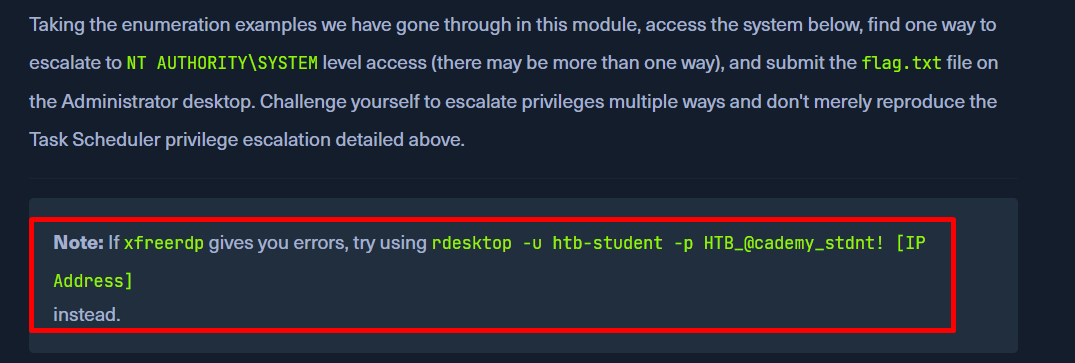 Taking the enumeration examples we have gone through in this module, access the system below, find one way to
escalate to NT AUTHORITY\SYSTEM level access (there may be more than one way), and submit the flag.txt file on
the Administrator desktop. Challenge yourself to escalate privileges multiple ways and don't merely reproduce the
Task Scheduler privilege escalation detailed above.
Note: If xfreerdp gives you errors, try using rdesktop -u htb-student -p HTB_@cademy_stdnt! [IP
Address]
instead.